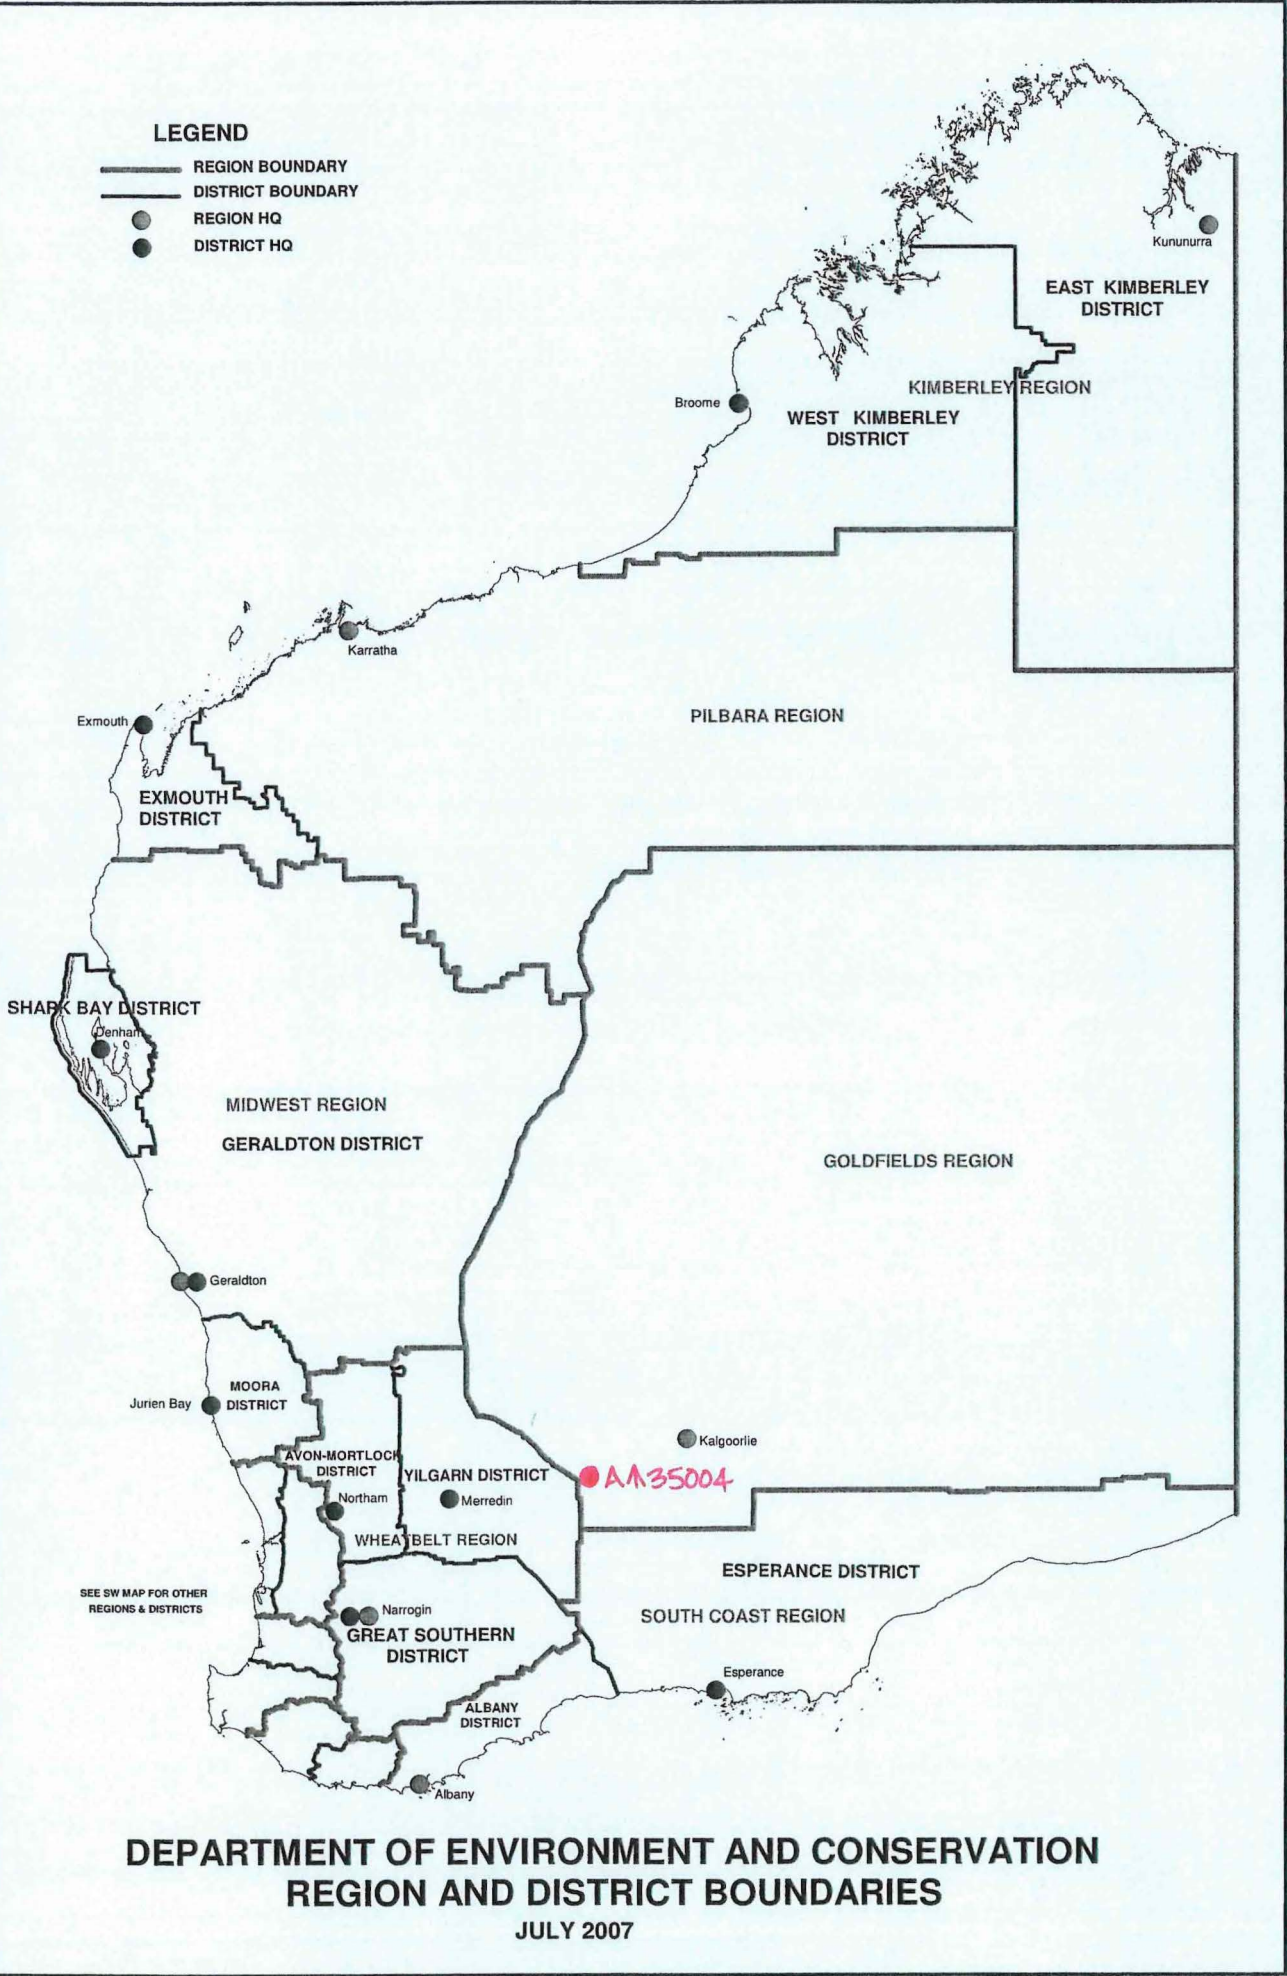 LEGEND
REGION BOUNDARY
DISTRICT BOUNDARY
REGION HQ
DISTRICT HQ
Kununurra
EAST KIMBERLEY
DISTRICT
KIMBERLEY REGION
Broome
WEST KIMBERLEY
DISTRICT
Karratha
Exmouth
PILBARA REGION
EXMOUTH
DISTRICT
SHARK BAY DISTRICT
Denham
MIDWEST REGION
GERALDTON DISTRICT
GOLDFIELDS REGION
Geraldton
MOORA
DISTRICT
Jurien Bay
Kalgoorlie
AVON-MORTLOCK
DISTRICT
YILGARN DISTRICT
AA35004
Northam
Merredin
WHEATBELT REGION
ESPERANCE DISTRICT
SEE SW MAP FOR OTHER
REGIONS & DISTRICTS
SOUTH COAST REGION
Narrogin
GREAT SOUTHERN
DISTRICT
Esperance
ALBANY
DISTRICT
Albany
DEPARTMENT OF ENVIRONMENT AND CONSERVATION
REGION AND DISTRICT BOUNDARIES
JULY 2007